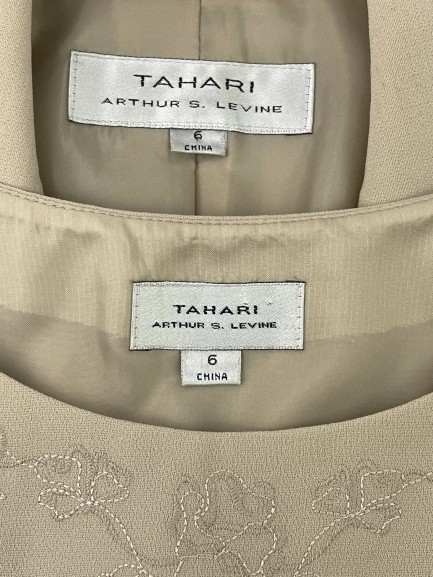 TAHARI
ARTHUR S. LEVINE
6
CHINA
TAHARI
ARTHUR S. LEVINE
6
CHINA